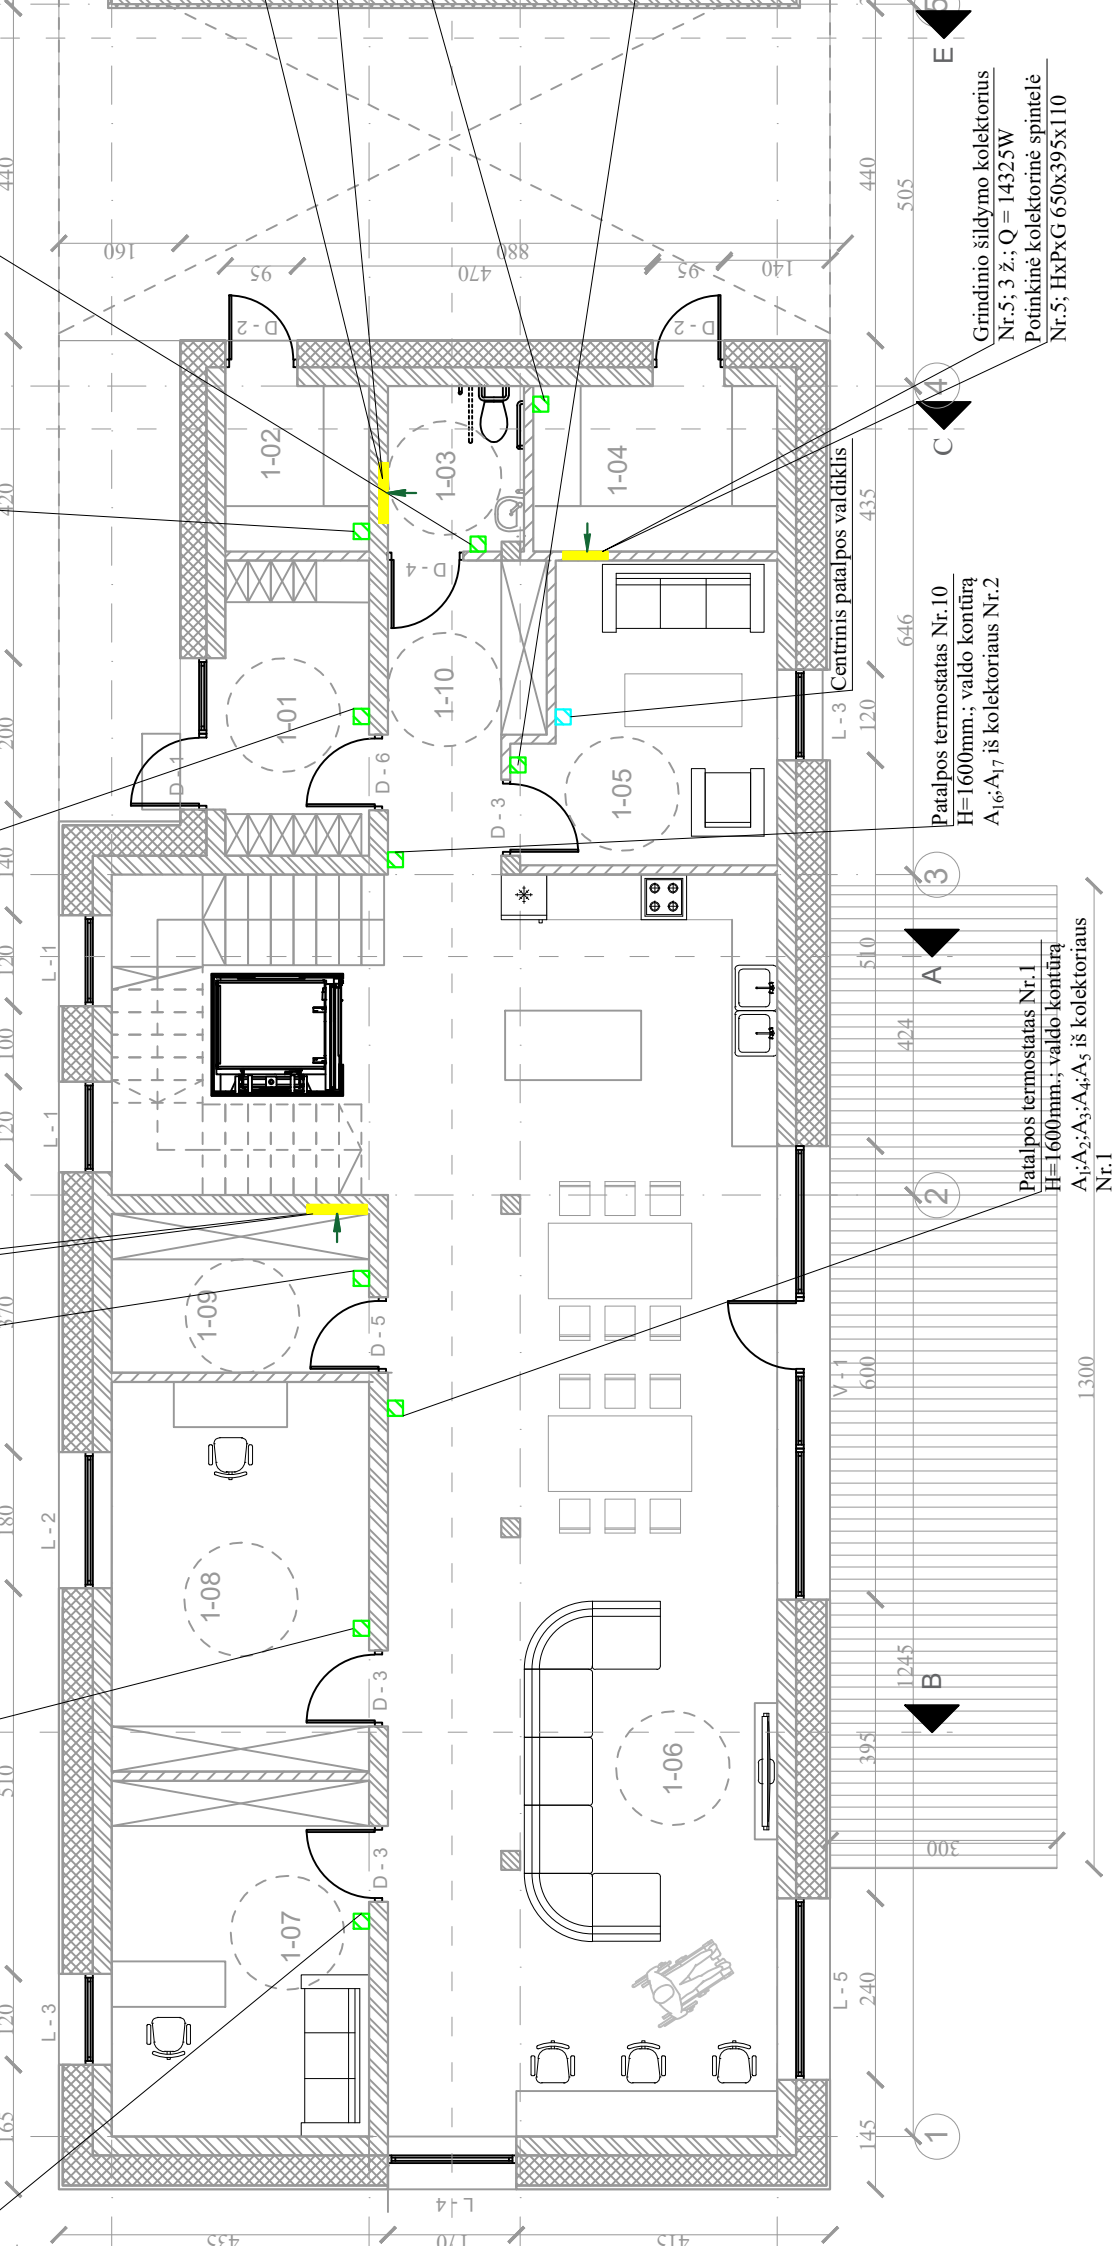 Grindinio šildymo kolektorius
Nr.5; 3 ž.; Q = 14325W
Potinkinė kolektorinė spintelė
Nr.5; HxPxG 650x395x110
Centrinis patalpos valdiklis
Patalpos termostatas Nr.10
H=1600mm.; valdo kontūrą
A16;A17 iš kolektoriaus Nr.2
Patalpos termostatas Nr.1
H=1600mm.; valdo kontūrą
A1;A2;A3;A4;A5 iš kolektoriaus
Nr.1
1-01
1-02
1-03
1-04
1-05
1-06
1-07
1-08
1-09
1-10
D-1
D-2
D-2
D-3
D-3
D-3
D-4
D-5
D-6
L-1
L-1
L-2
L-3
L-3
L-4
L-5
V-1
E
C
A
B
4
3
2
1
440
420
200
140
120
100
120
370
180
510
120
165
160
95
470
880
95
140
440
505
435
646
120
510
424
600
1300
1245
395
300
240
145
435
170
415